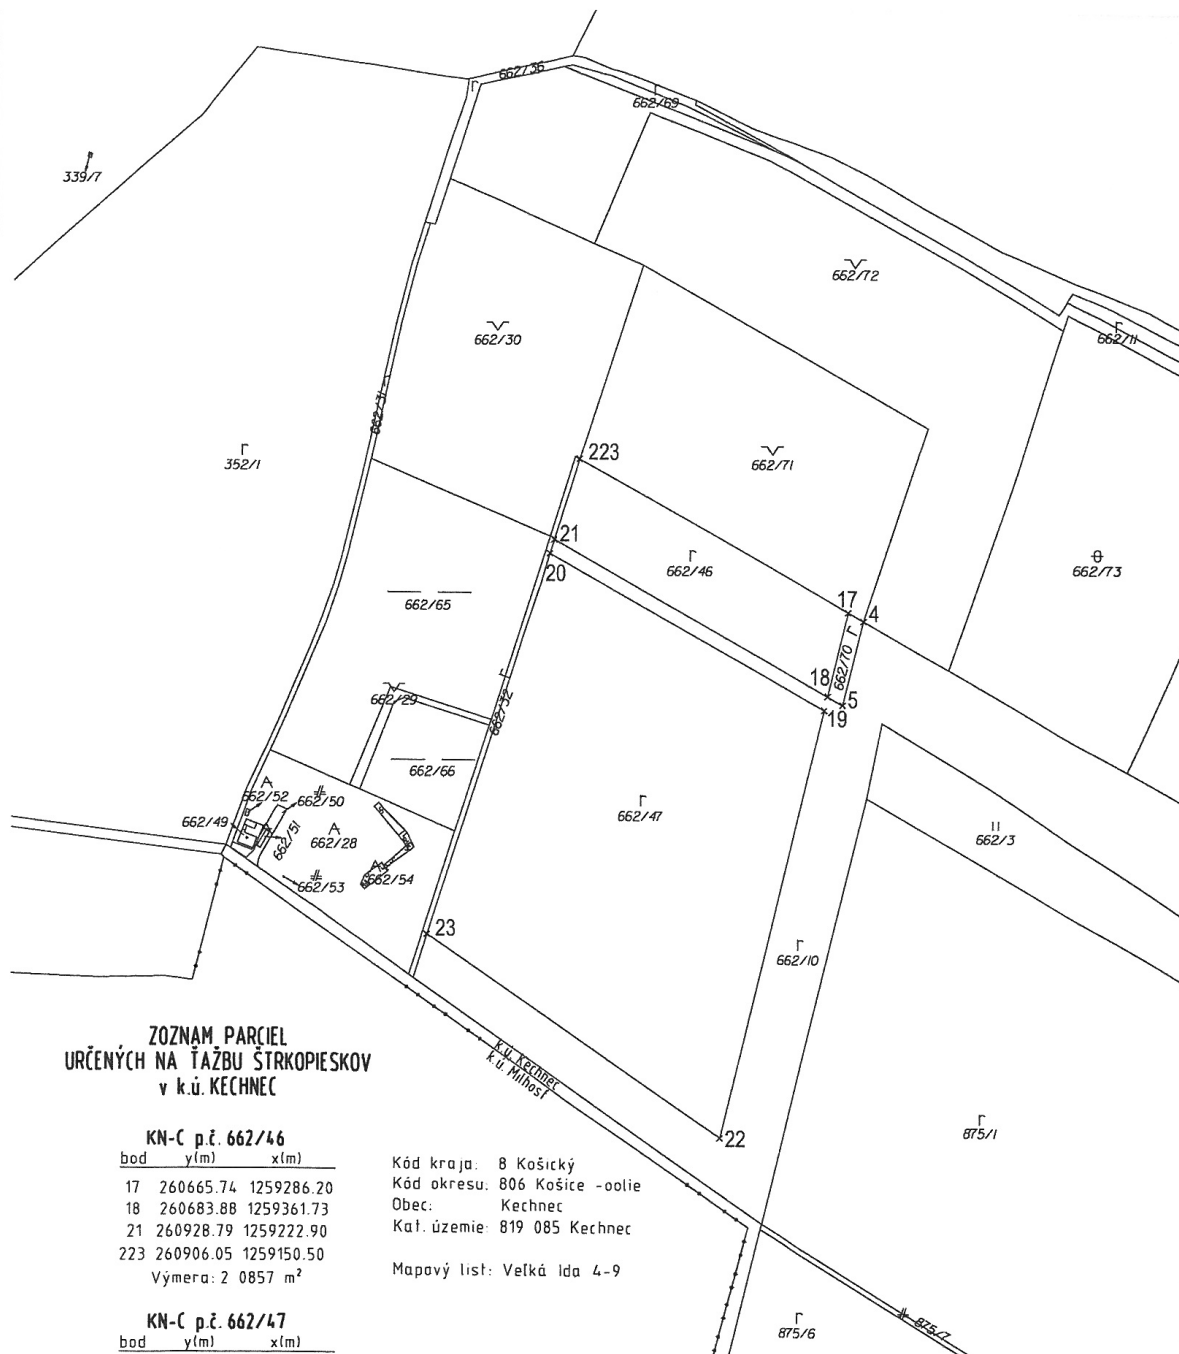 662/36
662/69
339/7
662/72
662/11
662/30
662/31
352/1
223
662/71
21
662/46
662/73
20
17
4
662/65
662/70
18
5
19
662/29
662/32
662/66
662/52
662/50
662/49
662/51
662/28
662/47
662/3
662/53
662/54
23
662/10
k.ú. Kechnec
k.ú. Milhosť
22
875/1
ZOZNAM PARCIEL
URČENÝCH NA ŤAŽBU ŠTRKOPIESKOV
v k.ú. KECHNEC
KN-C p.č. 662/46
bod y(m) x(m)
17 260665.74 1259286.20
18 260683.88 1259361.73
21 260928.79 1259222.90
223 260906.05 1259150.50
Výmera: 2 0857 m²
Kód kraja: 8 Košický
Kód okresu: 806 Košice -oolie
Obec: Kechnec
Kat. územie: 819 085 Kechnec
Mapový list: Veľká Ida 4-9
KN-C p.č. 662/47
bod y(m) x(m)
875/6
875/7